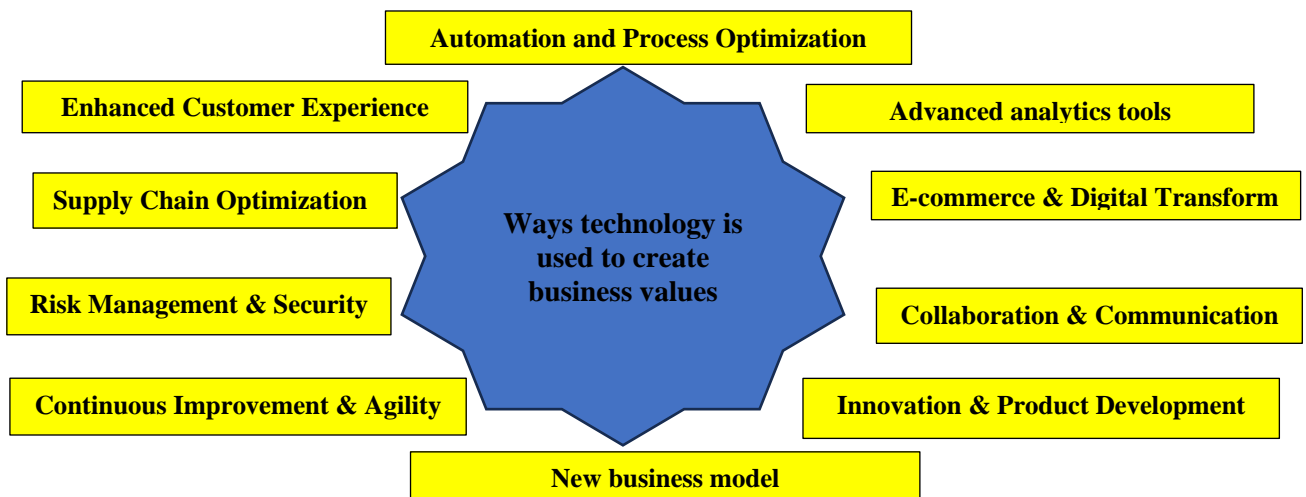 Automation and Process Optimization
Enhanced Customer Experience
Advanced analytics tools
Supply Chain Optimization
E-commerce & Digital Transform
Ways technology is
used to create
business values
Risk Management & Security
Collaboration & Communication
Continuous Improvement & Agility
Innovation & Product Development
New business model